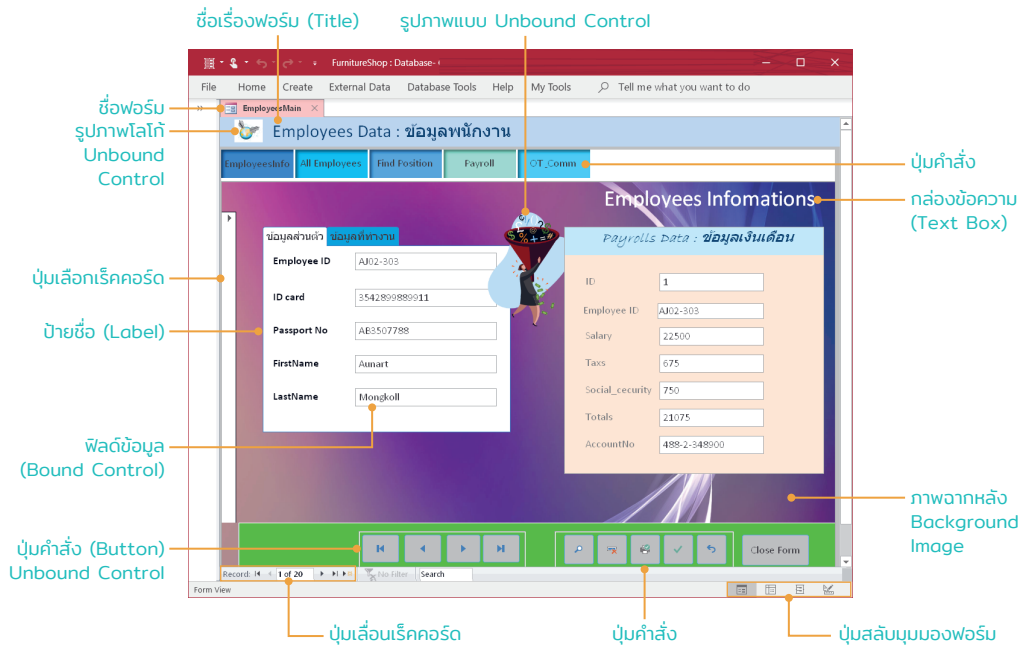 ชื่อเรื่องฟอร์ม (Title)
รูปภาพแบบ Unbound Control
FurnitureShop : Database- (
File Home Create External Data Database Tools Help My Tools Tell me what you want to do
ชื่อฟอร์ม
EmployeesMain
รูปภาพโลโก้
Unbound
Control
Employees Data : ข้อมูลพนักงาน
EmployeesInfo All Employees Find Position Payroll OT_Comm
ปุ่มคำสั่ง
Employees Infomations
กล่องข้อความ
(Text Box)
ข้อมูลส่วนตัว ข้อมูลที่ทำงาน
Payrolls Data : ข้อมูลเงินเดือน
ปุ่มเลือกเร็คคอร์ด
Employee ID AJ02-303
ID card 3542899889911
ป้ายชื่อ (Label)
Passport No AB3507788
FirstName Aunart
LastName Mongkoll
ID 1
Employee ID AJ02-303
Salary 22500
Taxs 675
Social_cecurity 750
Totals 21075
AccountNo 488-2-348900
ฟิลด์ข้อมูล
(Bound Control)
ภาพฉากหลัง
Background
Image
ปุ่มคำสั่ง (Button)
Unbound Control
Close Form
Record: 1 of 20 No Filter Search
Form View
ปุ่มเลื่อนเร็คคอร์ด
ปุ่มคำสั่ง
ปุ่มสลับมุมมองฟอร์ม